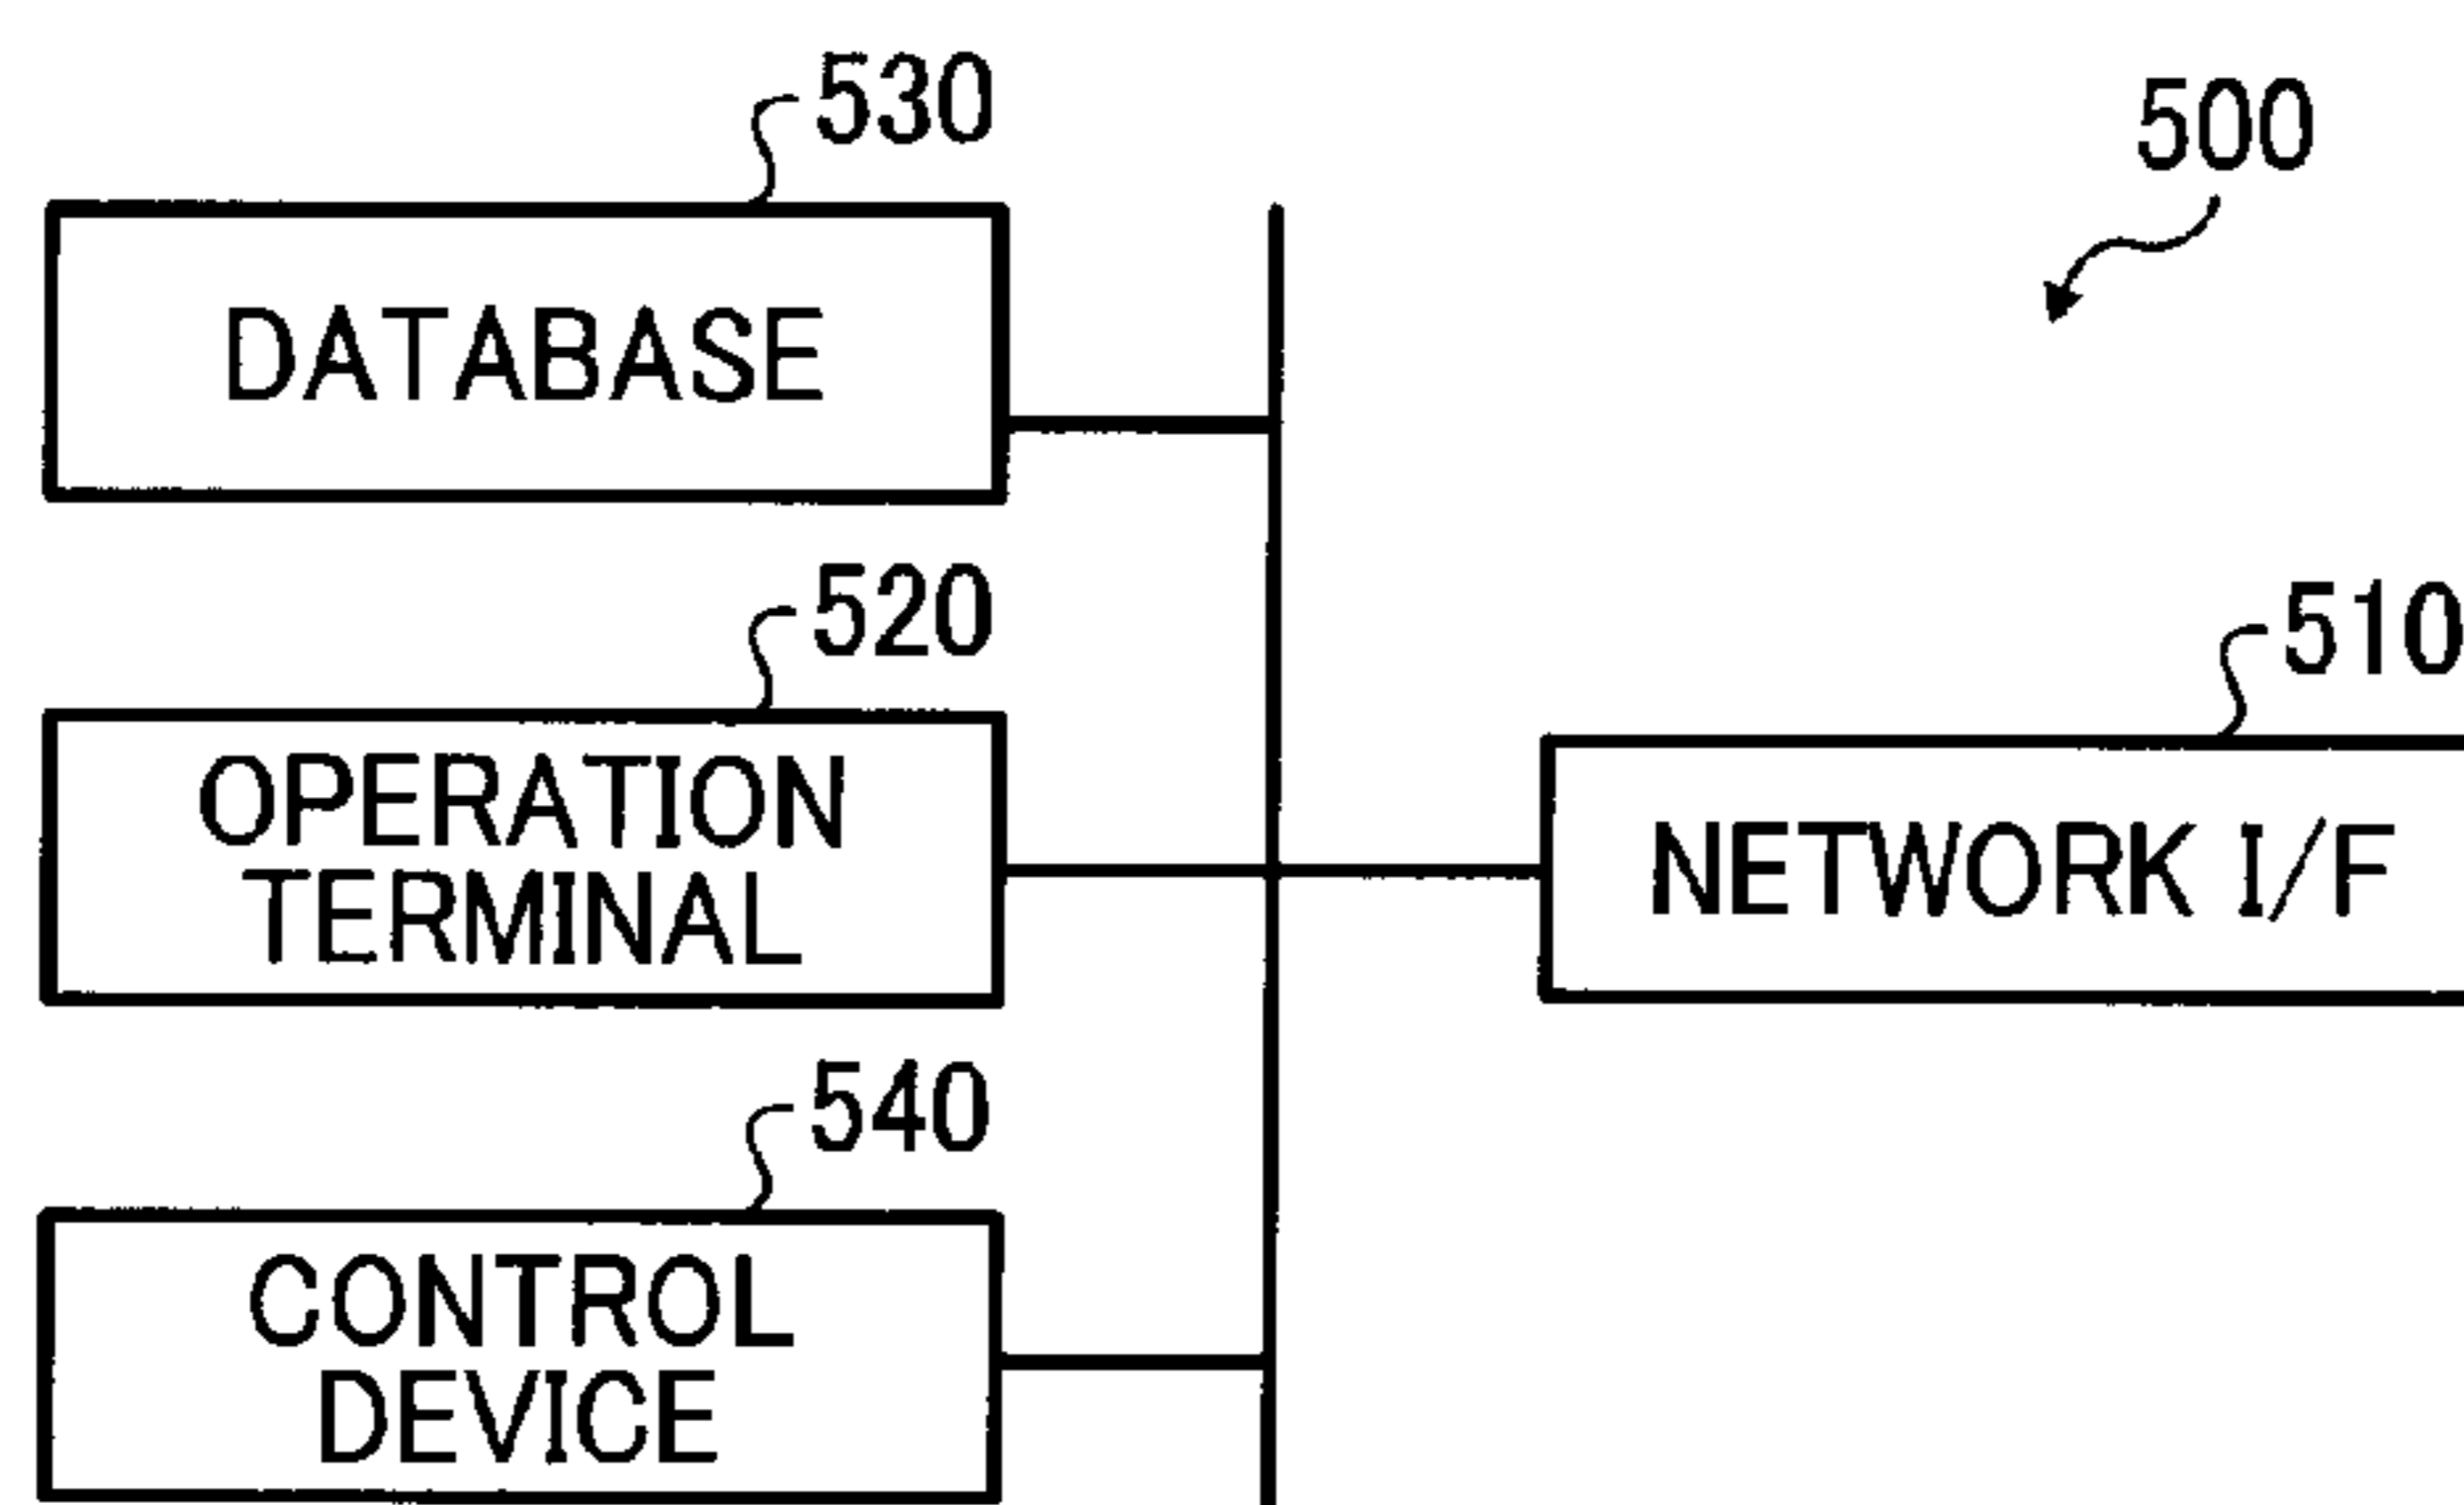 530
500
DATABASE
520
510
OPERATION
TERMINAL
NETWORK I/F
540
CONTROL
DEVICE